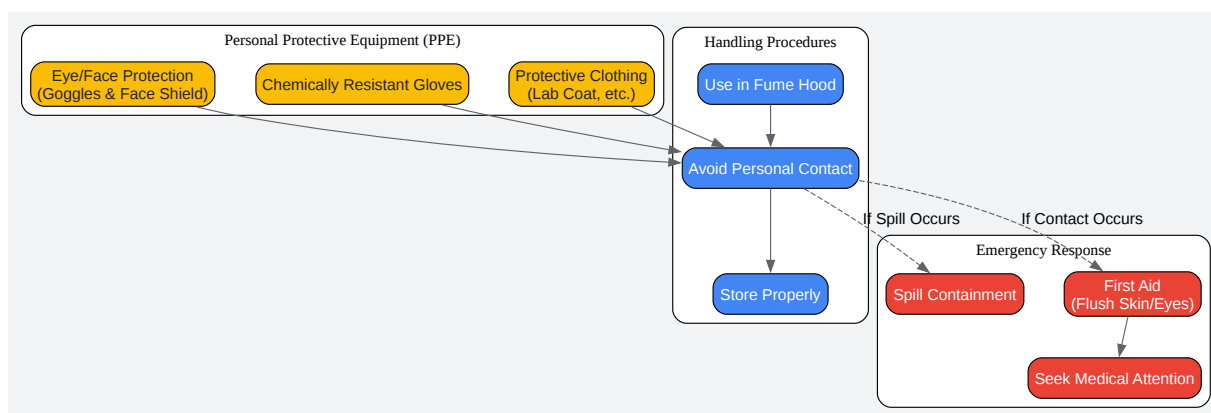 Personal Protective Equipment (PPE)
Eye/Face Protection
(Goggles & Face Shield)
Chemically Resistant Gloves
Protective Clothing
(Lab Coat, etc.)
Handling Procedures
Use in Fume Hood
Avoid Personal Contact
Store Properly
If Spill Occurs
If Contact Occurs
Emergency Response
Spill Containment
First Aid
(Flush Skin/Eyes)
Seek Medical Attention